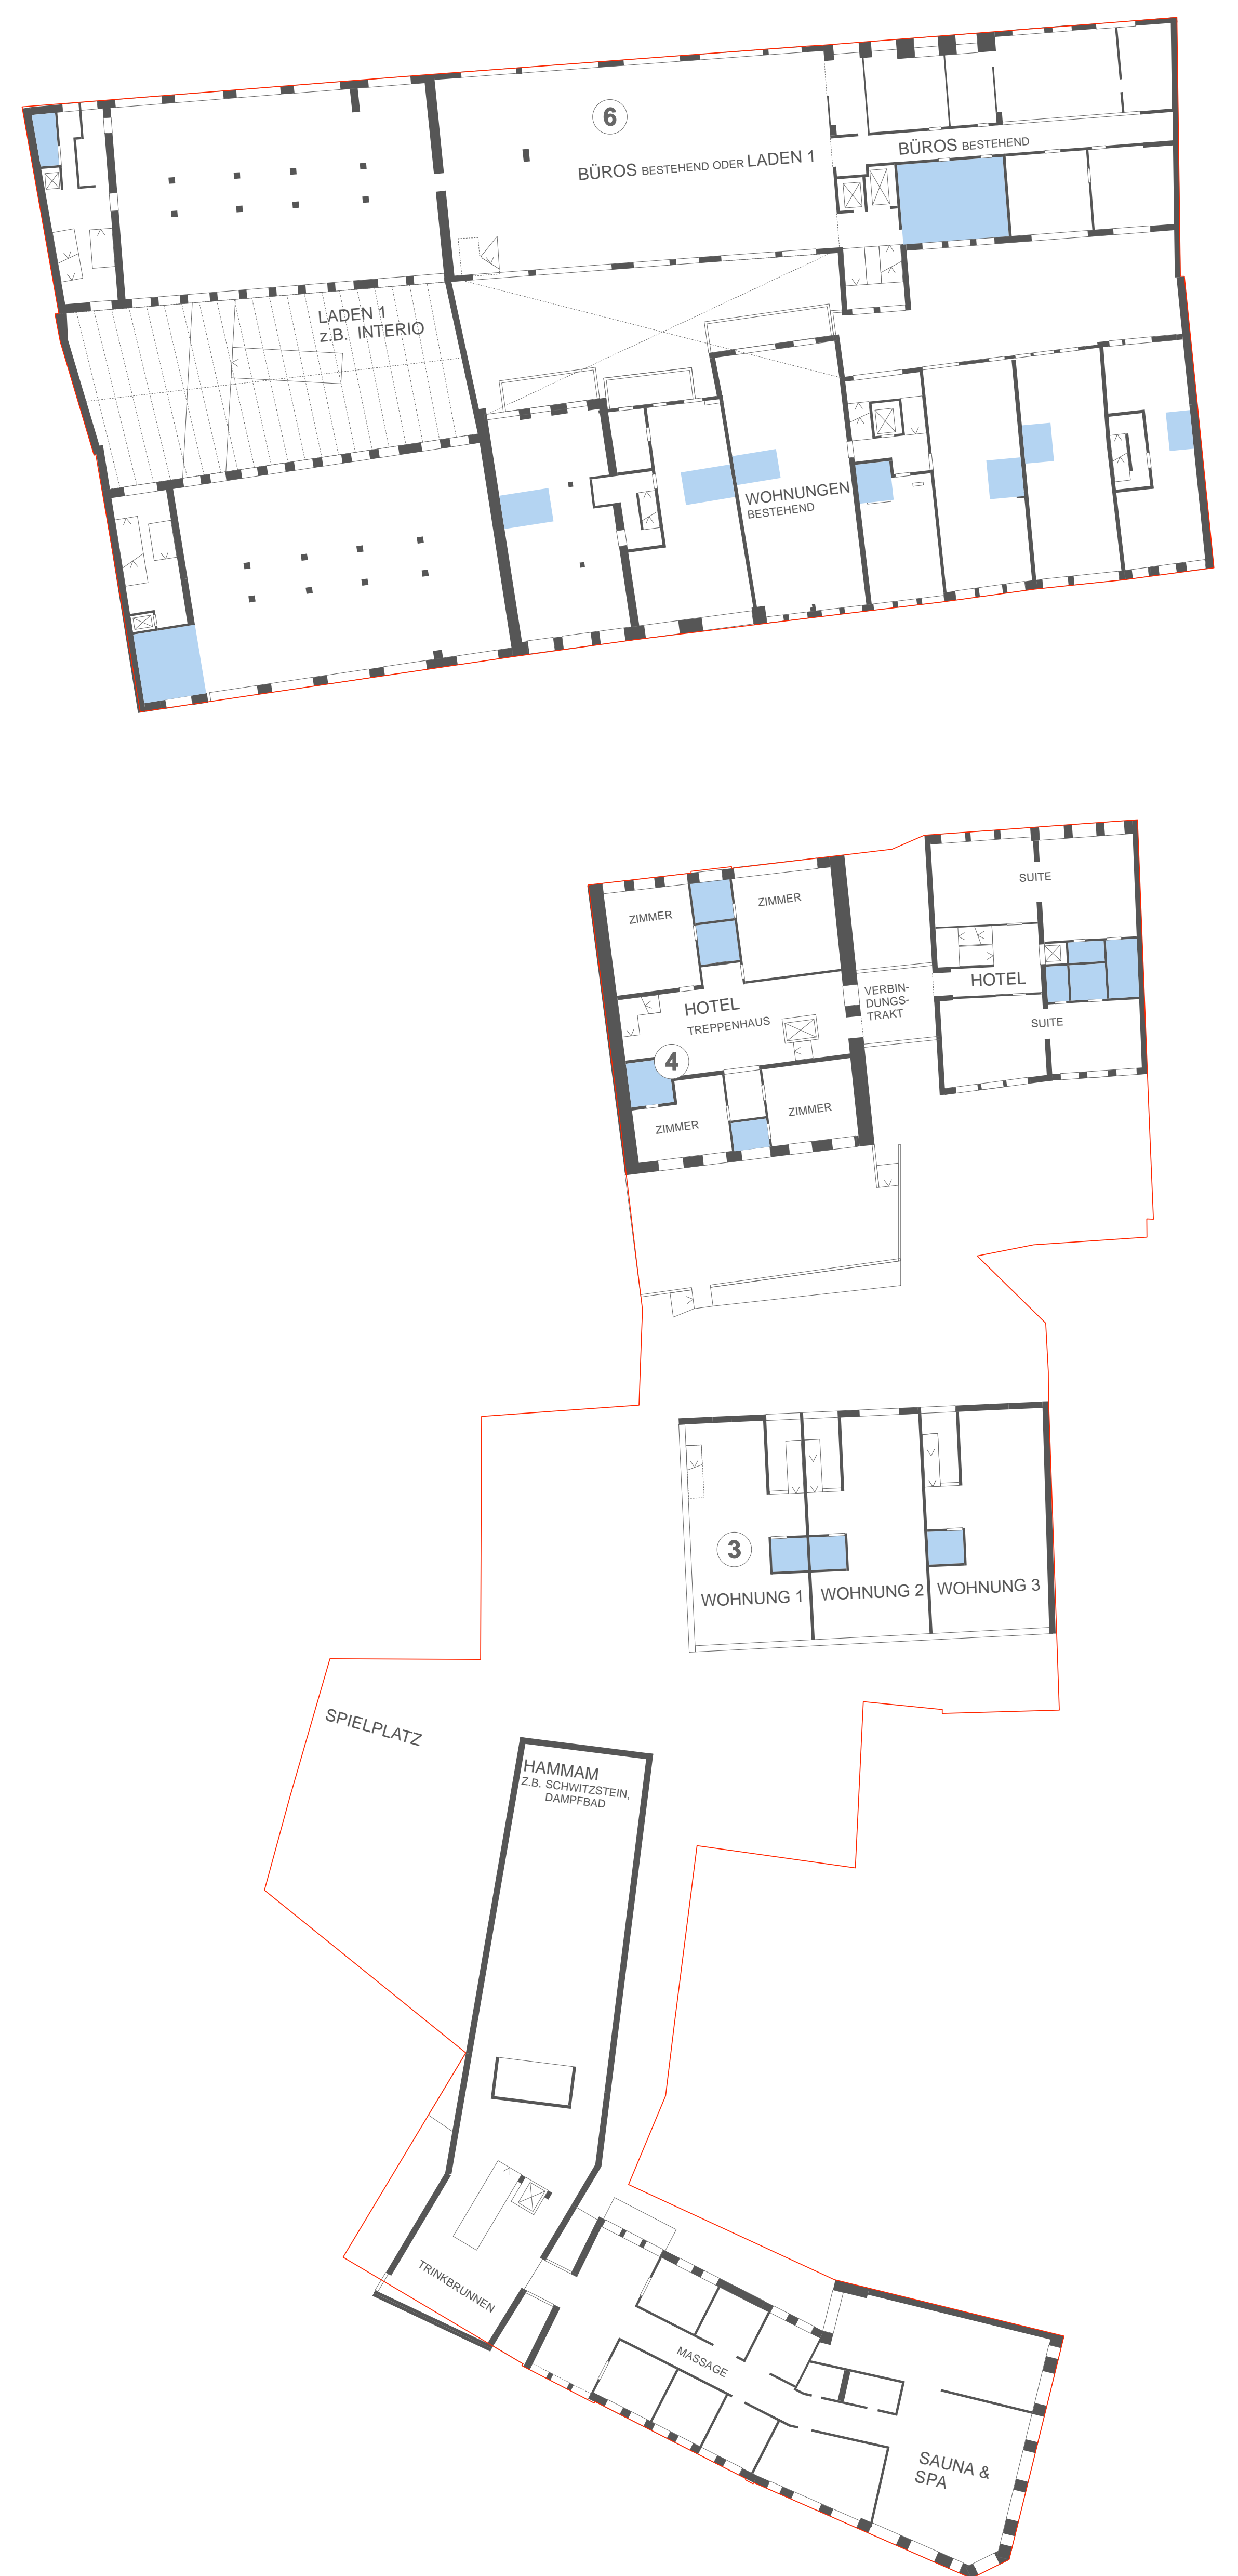 6
BÜROS BESTEHEND ODER LADEN 1
BÜROS BESTEHEND
LADEN 1
z.B. INTERIO
WOHNUNGEN
BESTEHEND
ZIMMER
ZIMMER
SUITE
HOTEL
TREPPENHAUS
VERBIN-
DUNGS-
TRAKT
HOTEL
SUITE
4
ZIMMER
ZIMMER
3
WOHNUNG 1
WOHNUNG 2
WOHNUNG 3
SPIELPLATZ
HAMMAM
Z.B. SCHWITZSTEIN,
DAMPFBAD
TRINKBRUNNEN
MASSAGE
SAUNA &
SPA